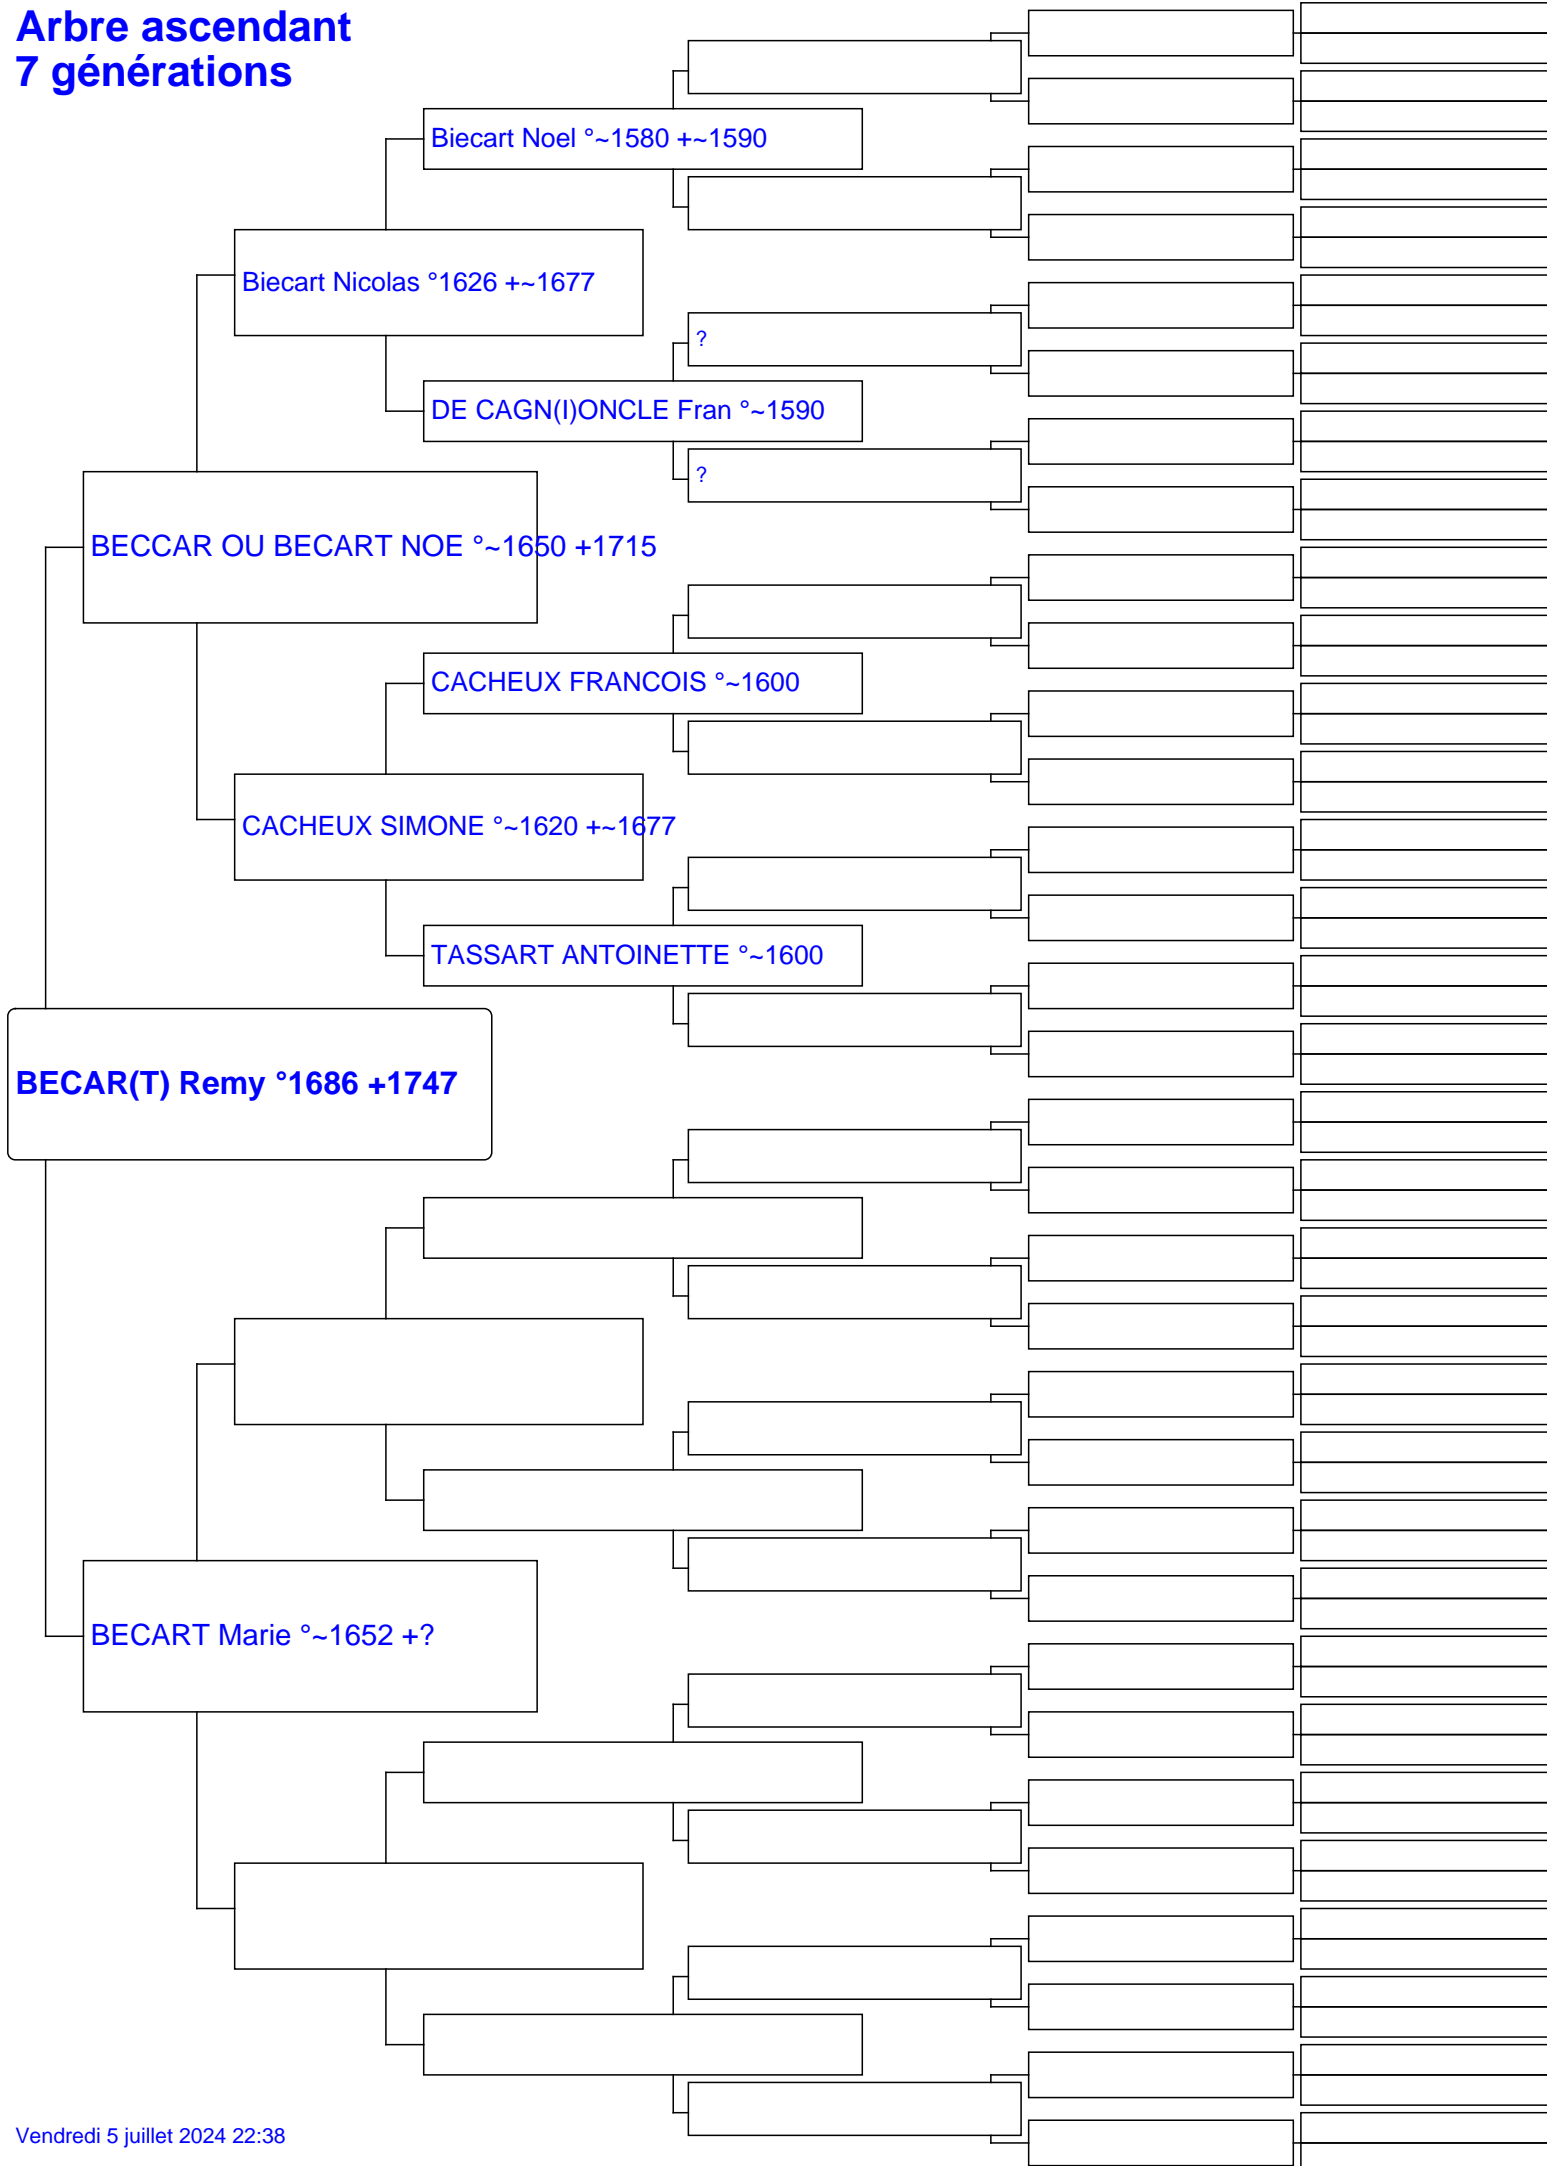 Arbre ascendant
7 générations
Biecart Noel °~1580 +~1590
Biecart Nicolas °1626 +~1677
?
DE CAGN(I)ONCLE Fran °~1590
?
BECCAR OU BECART NOE °~1650 +1715
CACHEUX FRANCOIS °~1600
CACHEUX SIMONE °~1620 +~1677
TASSART ANTOINETTE °~1600
BECAR(T) Remy °1686 +1747
BECART Marie °~1652 +?
Vendredi 5 juillet 2024 22:38